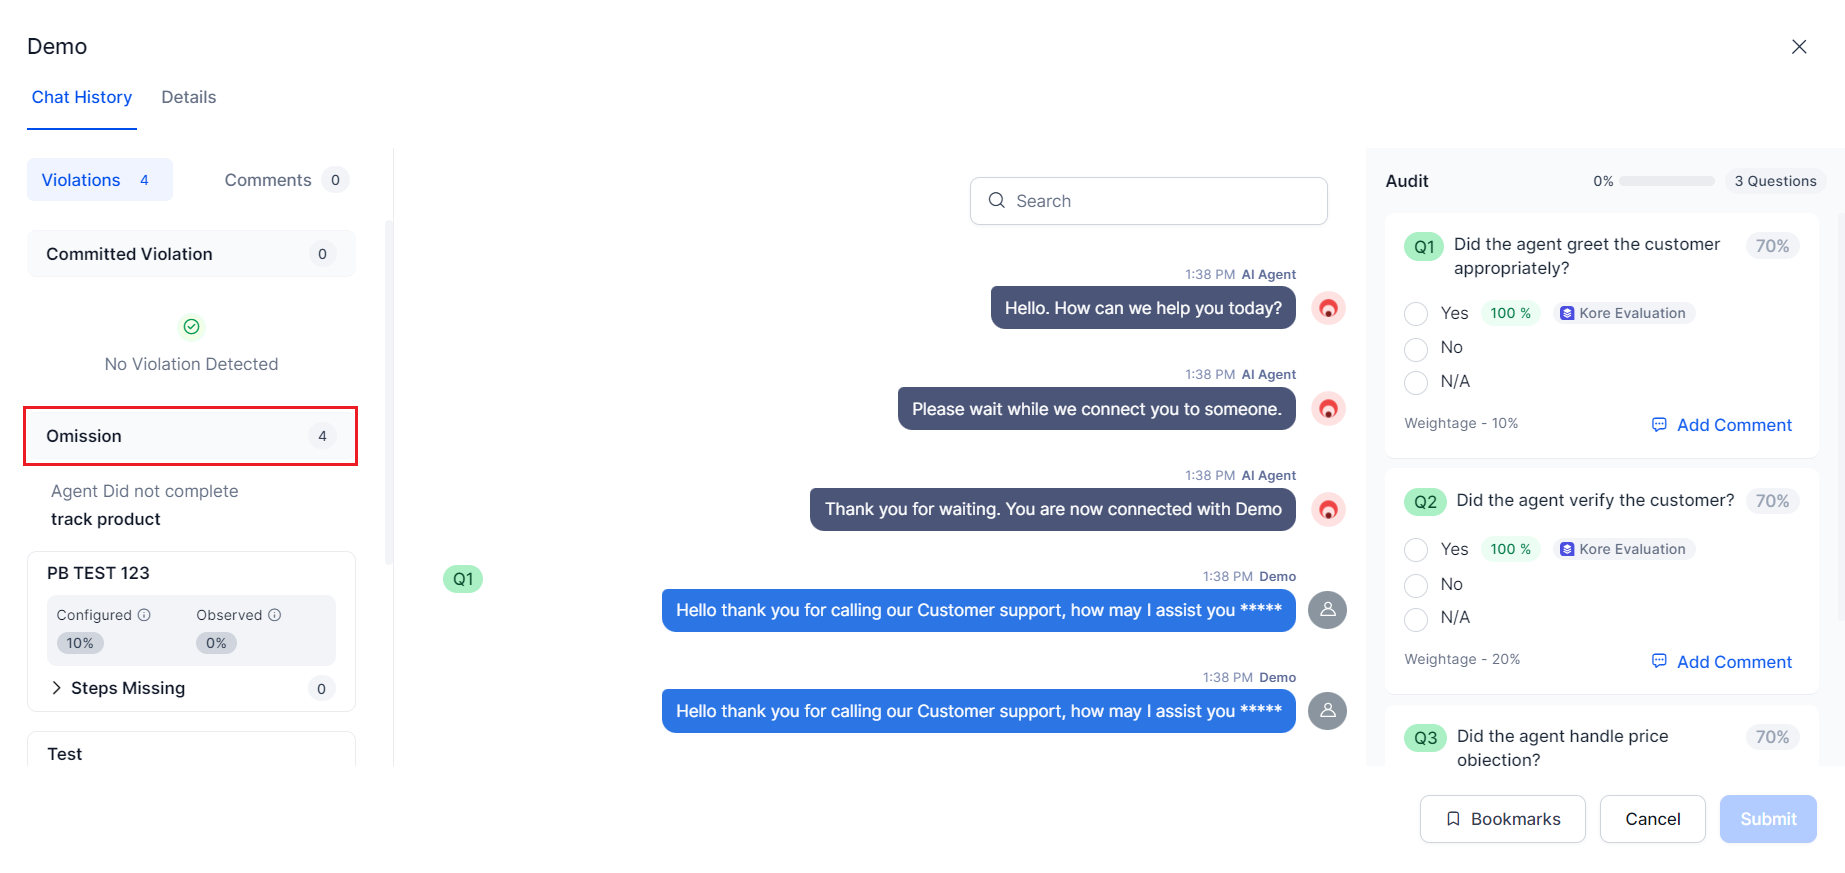 Demo
Chat History Details
Violations 4 Comments 0
Committed Violation 0
No Violation Detected
Omission 4
Agent Did not complete
track product
PB TEST 123
Configured Observed
10% 0%
Steps Missing 0
Test
Search
1:38 PM AI Agent
Hello. How can we help you today?
1:38 PM AI Agent
Please wait while we connect you to someone.
1:38 PM AI Agent
Thank you for waiting. You are now connected with Demo
Q1
1:38 PM Demo
Hello thank you for calling our Customer support, how may I assist you *****
1:38 PM Demo
Hello thank you for calling our Customer support, how may I assist you *****
Audit 0% 3 Questions
Q1 Did the agent greet the customer 70%
appropriately?
Yes 100 % Kore Evaluation
No
N/A
Weightage - 10% Add Comment
Q2 Did the agent verify the customer? 70%
Yes 100 % Kore Evaluation
No
N/A
Weightage - 20% Add Comment
Q3 Did the agent handle price 70%
objection?
Bookmarks Cancel Submit